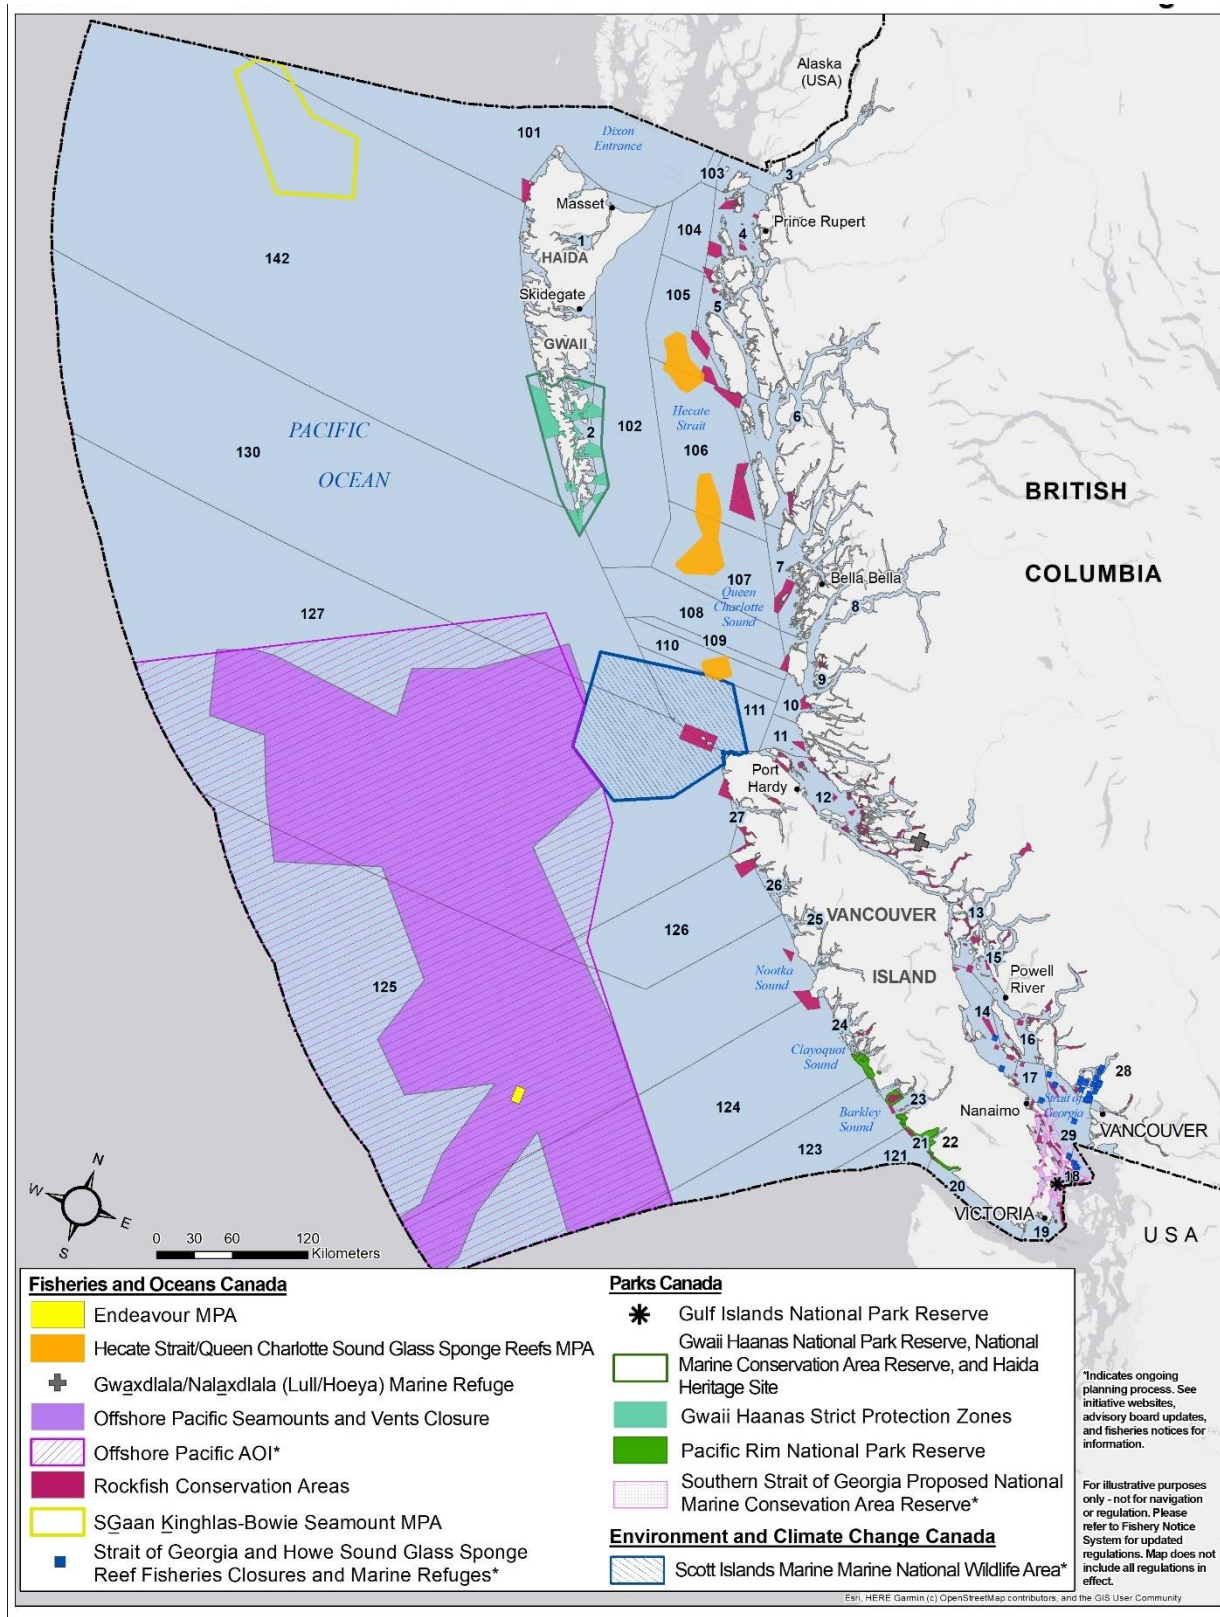 Alaska
(USA)
101
Dixon
Entrance
103
3
Masset
104
4
Prince Rupert
1
HAIDA
142
105
Skidegate
5
GWAII
6
Hecate
Strait
2
102
PACIFIC
106
130
OCEAN
BRITISH
7
107
Bella Bella
COLUMBIA
Queen
Charlotte
Sound
8
127
108
109
110
9
111
10
11
Port
Hardy
12
27
26
25
VANCOUVER
13
126
15
Nootka
Sound
ISLAND
Powell
River
125
14
24
16
Clayoquot
Sound
17
28
23
Strait of
Georgia
124
Barkley
Sound
Nanaimo
VANCOUVER
29
123
21
22
121
18
20
N
W
E
S
VICTORIA
19
USA
0 30 60 120
Kilometers
Fisheries and Oceans Canada
Endeavour MPA
Hecate Strait/Queen Charlotte Sound Glass Sponge Reefs MPA
Gwaxdlala/Nalaxdlala (Lull/Hoeya) Marine Refuge
Offshore Pacific Seamounts and Vents Closure
Offshore Pacific AOI*
Rockfish Conservation Areas
SGaan Kinghlas-Bowie Seamount MPA
Strait of Georgia and Howe Sound Glass Sponge
Reef Fisheries Closures and Marine Refuges*
Parks Canada
Gulf Islands National Park Reserve
Gwaii Haanas National Park Reserve, National
Marine Conservation Area Reserve, and Haida
Heritage Site
Gwaii Haanas Strict Protection Zones
Pacific Rim National Park Reserve
Southern Strait of Georgia Proposed National
Marine Consevation Area Reserve*
Environment and Climate Change Canada
Scott Islands Marine Marine National Wildlife Area*
*Indicates ongoing
planning process. See
initiative websites,
advisory board updates,
and fisheries notices for
information.
For illustrative purposes
only - not for navigation
or regulation. Please
refer to Fishery Notice
System for updated
regulations. Map does not
include all regulations in
effect.
Esri, HERE Garmin (c) OpenStreetMap contributors, and the GIS User Community